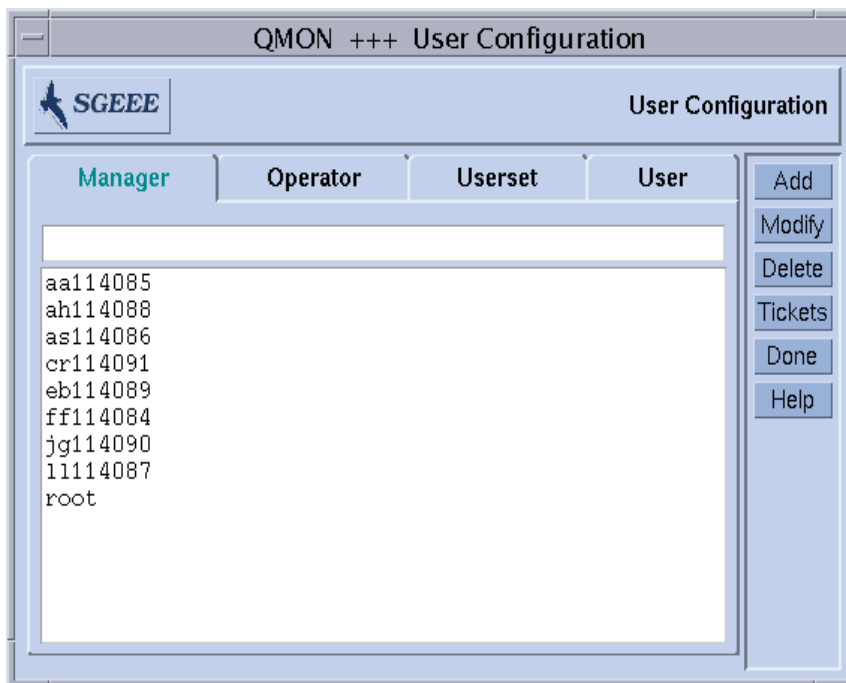 QMON +++ User Configuration
SGEEE
User Configuration
Manager Operator Userset User
Add
Modify
Delete
Tickets
Done
Help
aa114085
ah114088
as114086
cr114091
eb114089
ff114084
jg114090
ll114087
root